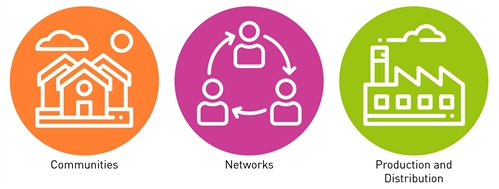 Communities
Networks
Production and
Distribution